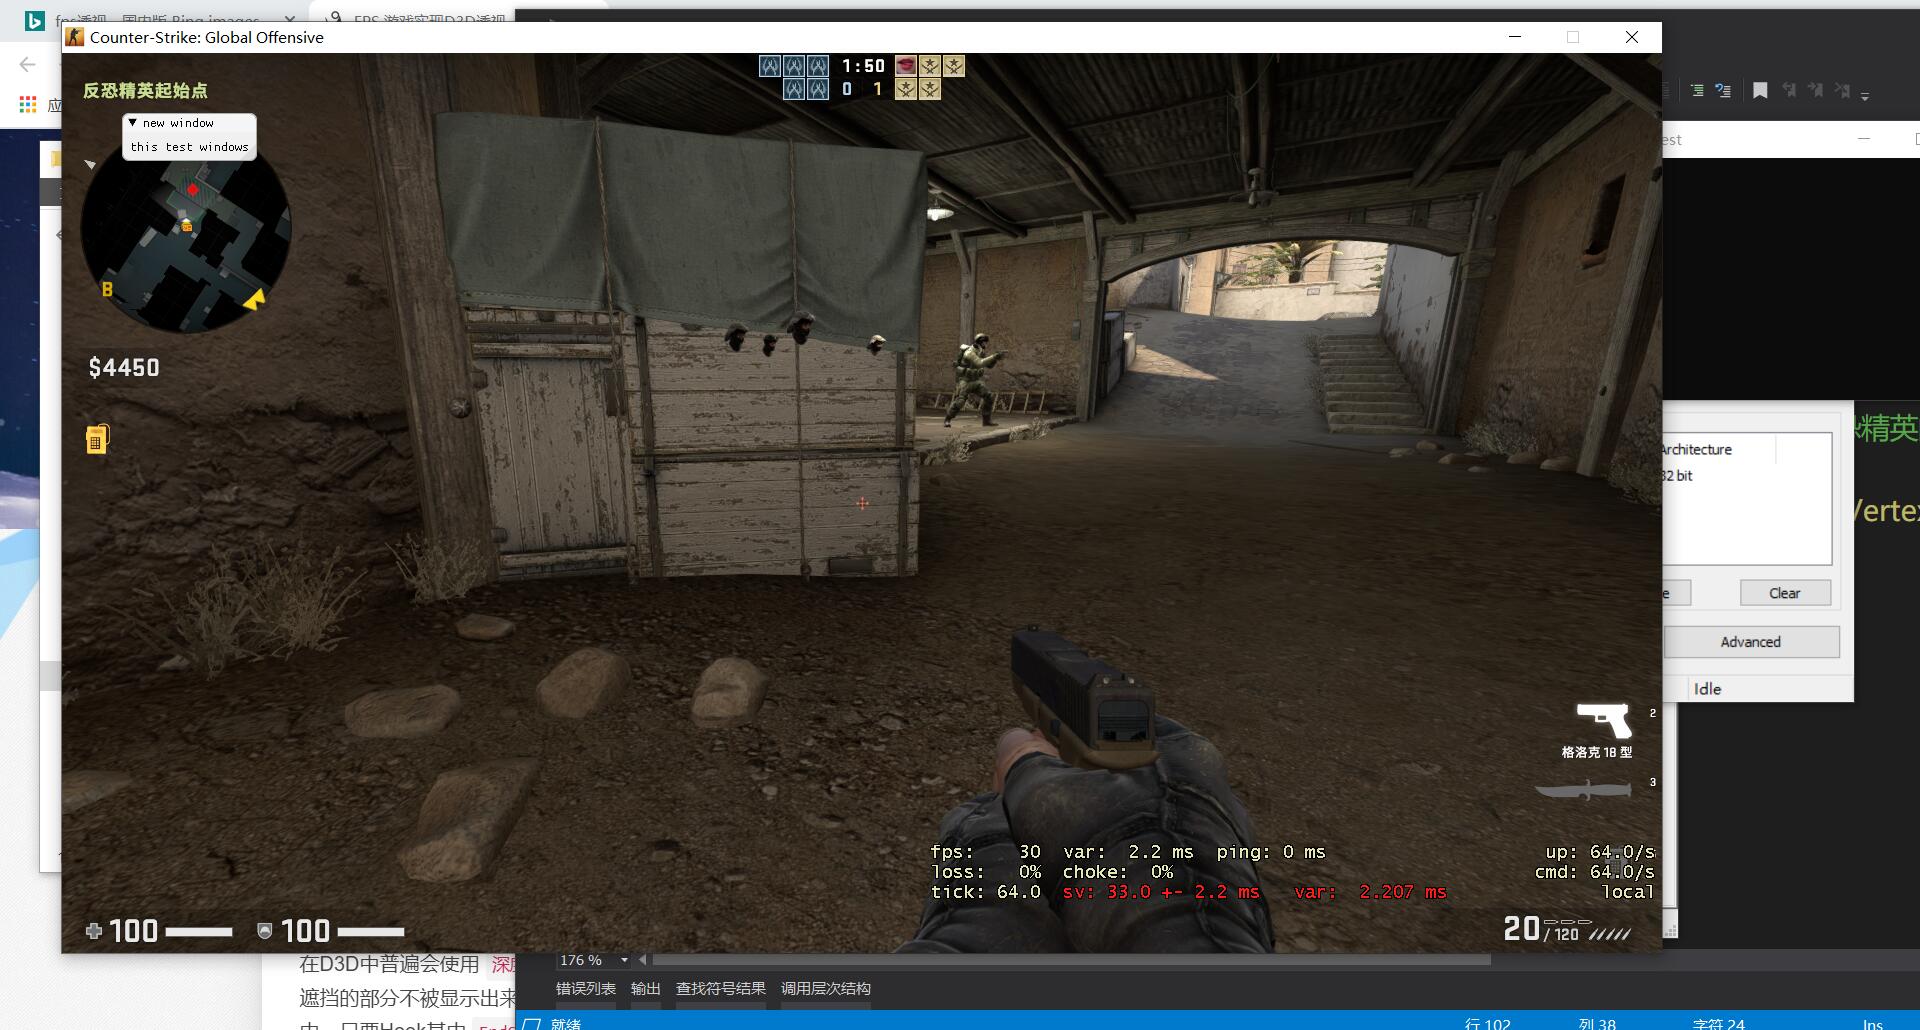 Counter-Strike: Global Offensive
反恐精英起始点
1:50
0 1
new window
this test windows
B
$4450
est
Architecture
32 bit
Clear
Advanced
Idle
精英
Verte
2
格洛克 18 型
3
fps: 30 var: 2.2 ms ping: 0 ms
loss: 0% choke: 0%
tick: 64.0 sv: 33.0 +- 2.2 ms var: 2.207 ms
up: 64.0/s
cmd: 64.0/s
local
100 100
20/120
在D3D中普遍会使用
遮挡的部分不被显示出来
176 %
错误列表 输出 查找符号结果 调用层次结构
就绪
行 102 列 38 字符 24 Ins